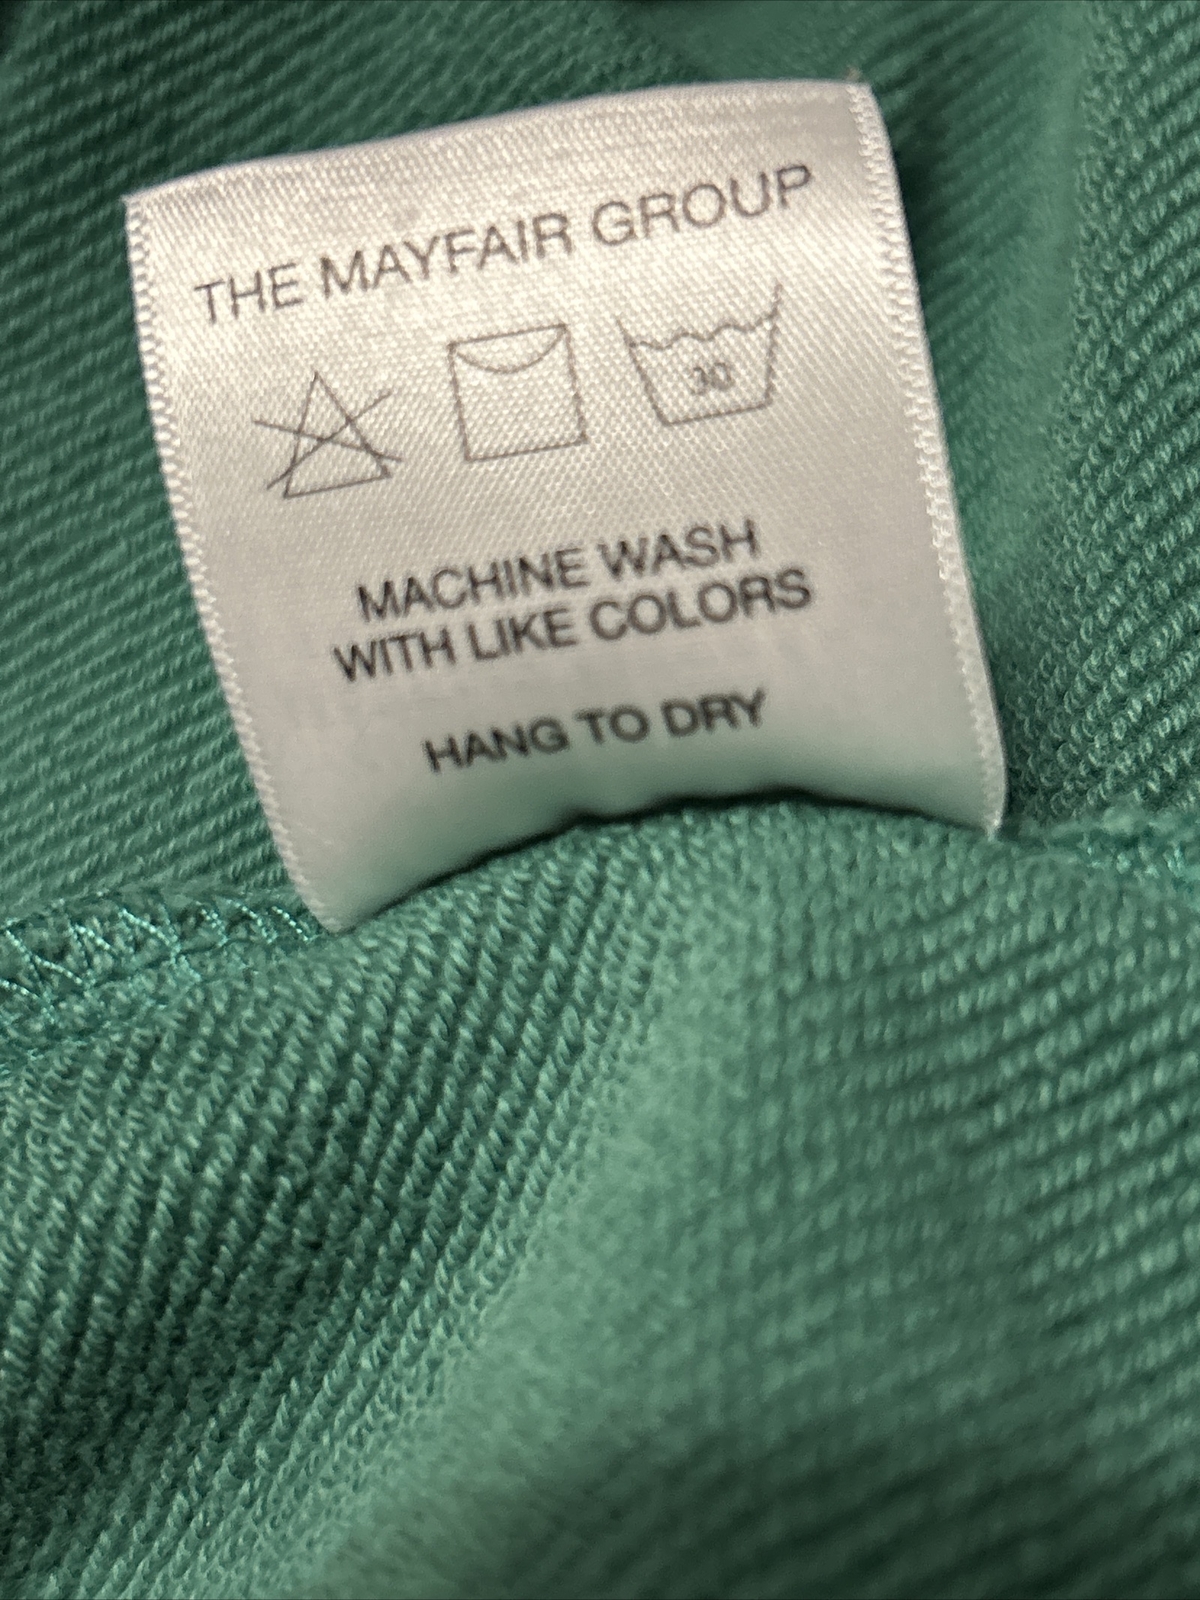 THE MAYFAIR GROUP
30
MACHINE WASH
WITH LIKE COLORS
HANG TO DRY